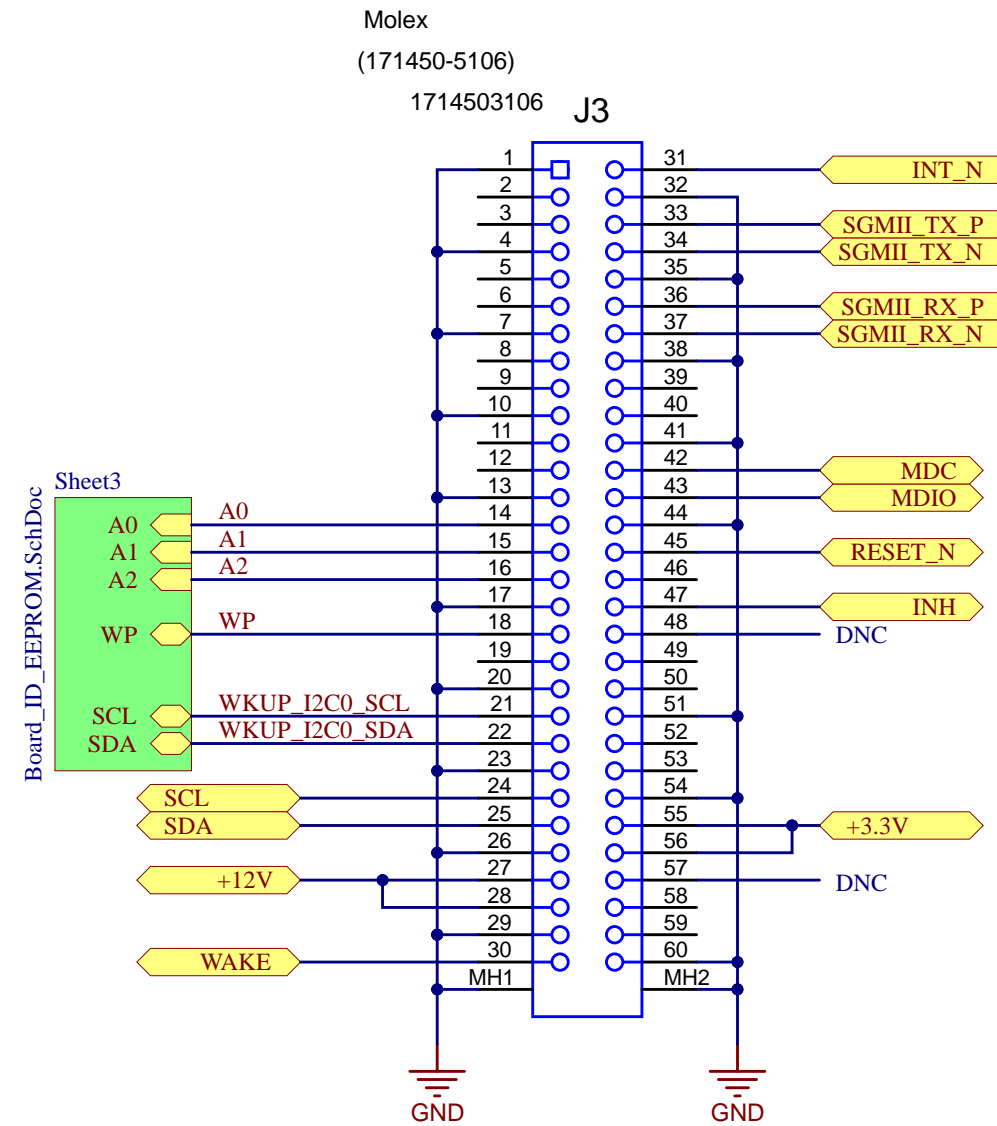 Molex
(171450-5106)
1714503106
J3
1 31 INT_N
2 32
3 33 SGMII_TX_P
4 34 SGMII_TX_N
5 35
6 36 SGMII_RX_P
7 37 SGMII_RX_N
8 38
9 39
10 40
11 41
12 42 MDC
Sheet3
13 43 MDIO
A0 A0 14 44
A1 A1 15 45 RESET_N
A2 A2 16 46
17 47 INH
WP WP 18 48 DNC
19 49
20 50
SCL WKUP_I2C0_SCL 21 51
SDA WKUP_I2C0_SDA 22 52
Board_ID_EEPROM.SchDoc
23 53
SCL 24 54
SDA 25 55 +3.3V
26 56
+12V 27 57 DNC
28 58
29 59
WAKE 30 60
MH1 MH2
GND GND